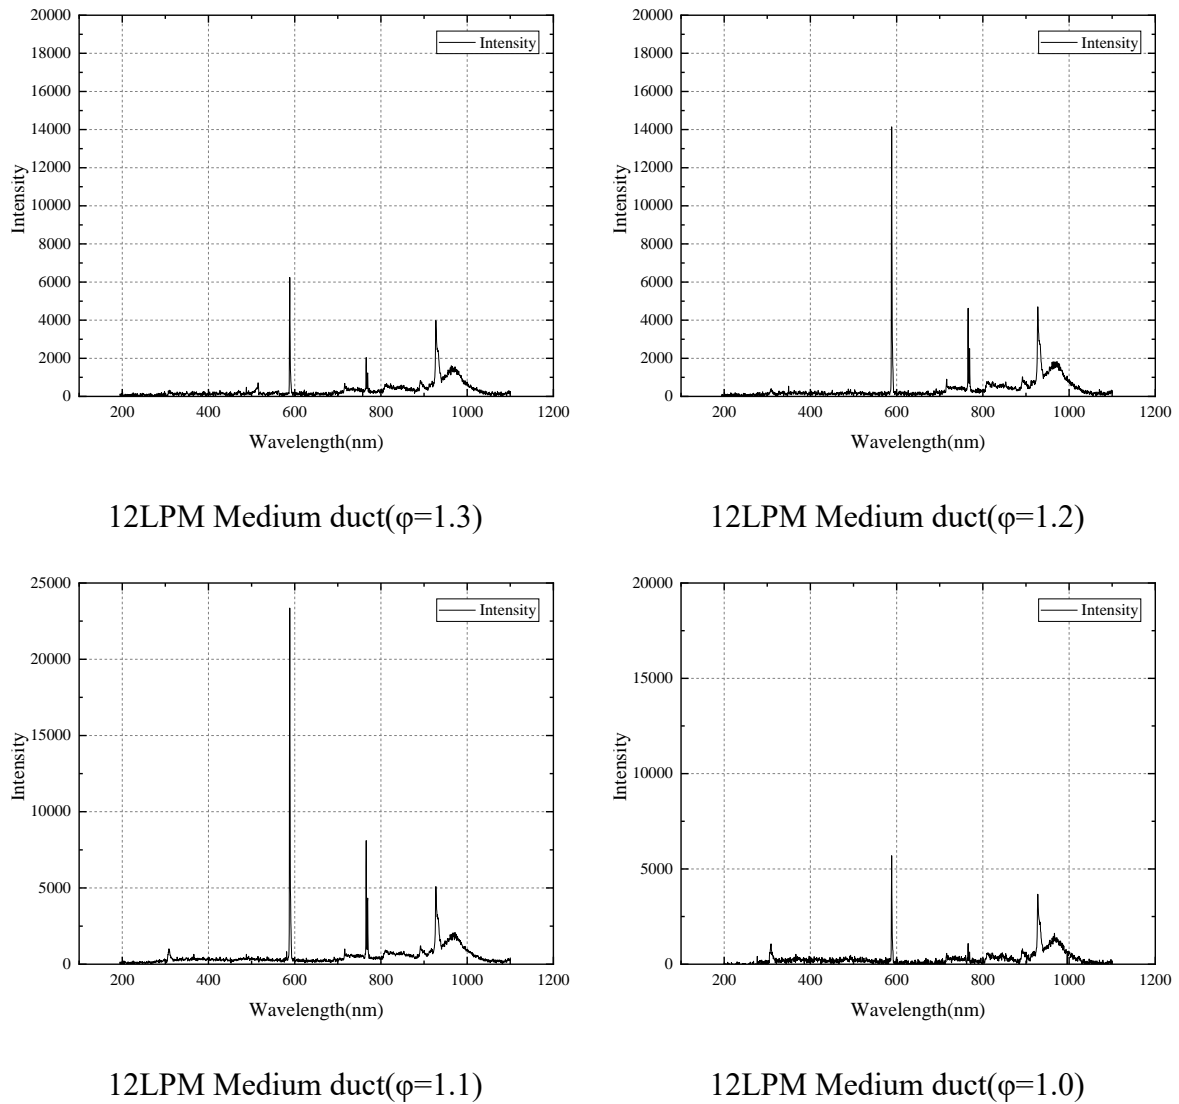 20000
18000
16000
14000
12000
10000
8000
6000
4000
2000
0
Intensity
Intensity
200 400 600 800 1000 1200
Wavelength(nm)
12LPM Medium duct(φ=1.3)
20000
18000
16000
14000
12000
10000
8000
6000
4000
2000
0
Intensity
Intensity
200 400 600 800 1000 1200
Wavelength(nm)
12LPM Medium duct(φ=1.2)
25000
20000
15000
10000
5000
0
Intensity
Intensity
200 400 600 800 1000 1200
Wavelength(nm)
12LPM Medium duct(φ=1.1)
20000
15000
10000
5000
0
Intensity
Intensity
200 400 600 800 1000 1200
Wavelength(nm)
12LPM Medium duct(φ=1.0)